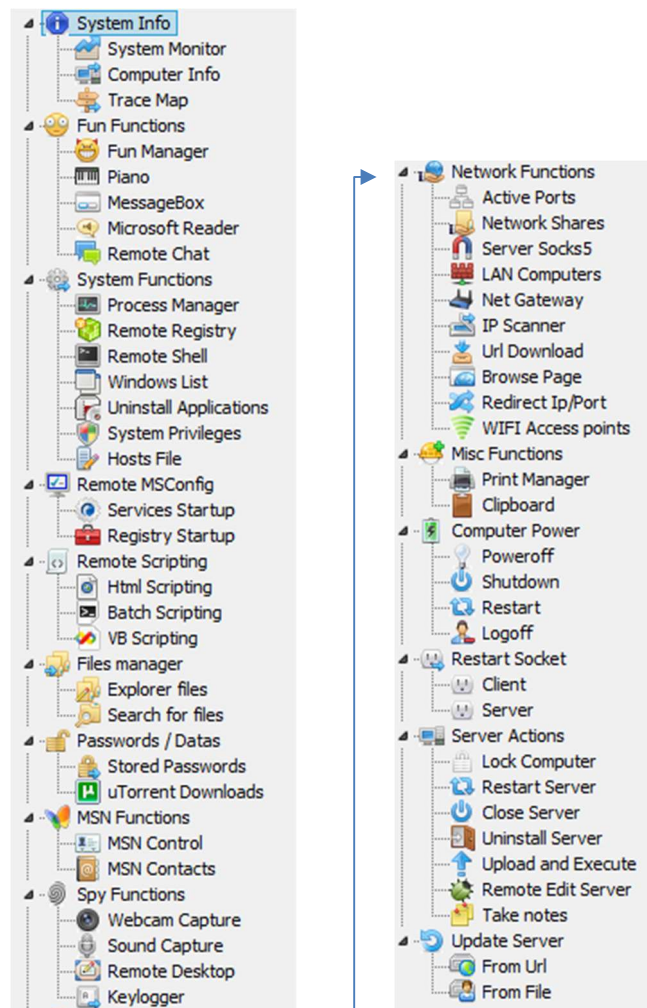 System Info
System Monitor
Computer Info
Trace Map
Fun Functions
Fun Manager
Piano
MessageBox
Microsoft Reader
Remote Chat
System Functions
Process Manager
Remote Registry
Remote Shell
Windows List
Uninstall Applications
System Privileges
Hosts File
Remote MSConfig
Services Startup
Registry Startup
Remote Scripting
Html Scripting
Batch Scripting
VB Scripting
Files manager
Explorer files
Search for files
Passwords / Datas
Stored Passwords
uTorrent Downloads
MSN Functions
MSN Control
MSN Contacts
Spy Functions
Webcam Capture
Sound Capture
Remote Desktop
Keylogger
Network Functions
Active Ports
Network Shares
Server Socks5
LAN Computers
Net Gateway
IP Scanner
Url Download
Browse Page
Redirect Ip/Port
WIFI Access points
Misc Functions
Print Manager
Clipboard
Computer Power
Poweroff
Shutdown
Restart
Logoff
Restart Socket
Client
Server
Server Actions
Lock Computer
Restart Server
Close Server
Uninstall Server
Upload and Execute
Remote Edit Server
Take notes
Update Server
From Url
From File